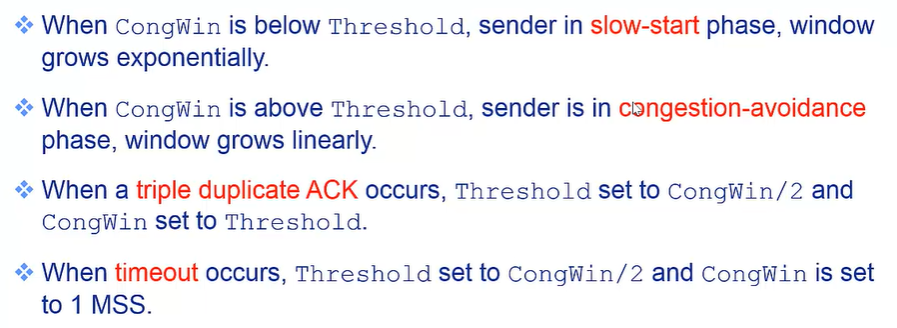 ❖ When CongWin is below Threshold, sender in slow-start phase, window
grows exponentially.
❖ When CongWin is above Threshold, sender is in congestion-avoidance
phase, window grows linearly.
❖ When a triple duplicate ACK occurs, Threshold set to CongWin/2 and
CongWin set to Threshold.
❖ When timeout occurs, Threshold set to CongWin/2 and CongWin is set
to 1 MSS.